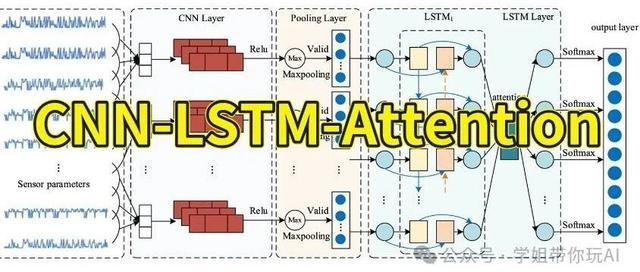 CNN Layer
Pooling Layer
LSTM₁
LSTM Layer
output layer
Relu
Max
Valid
Maxpooling
Softmax
Softmax
CNN-LSTM-Attention
attention
Softmax
Sensor parameters
Relu
Max
Valid
Maxpooling
Softmax
公众号 · 学姐带你玩AI